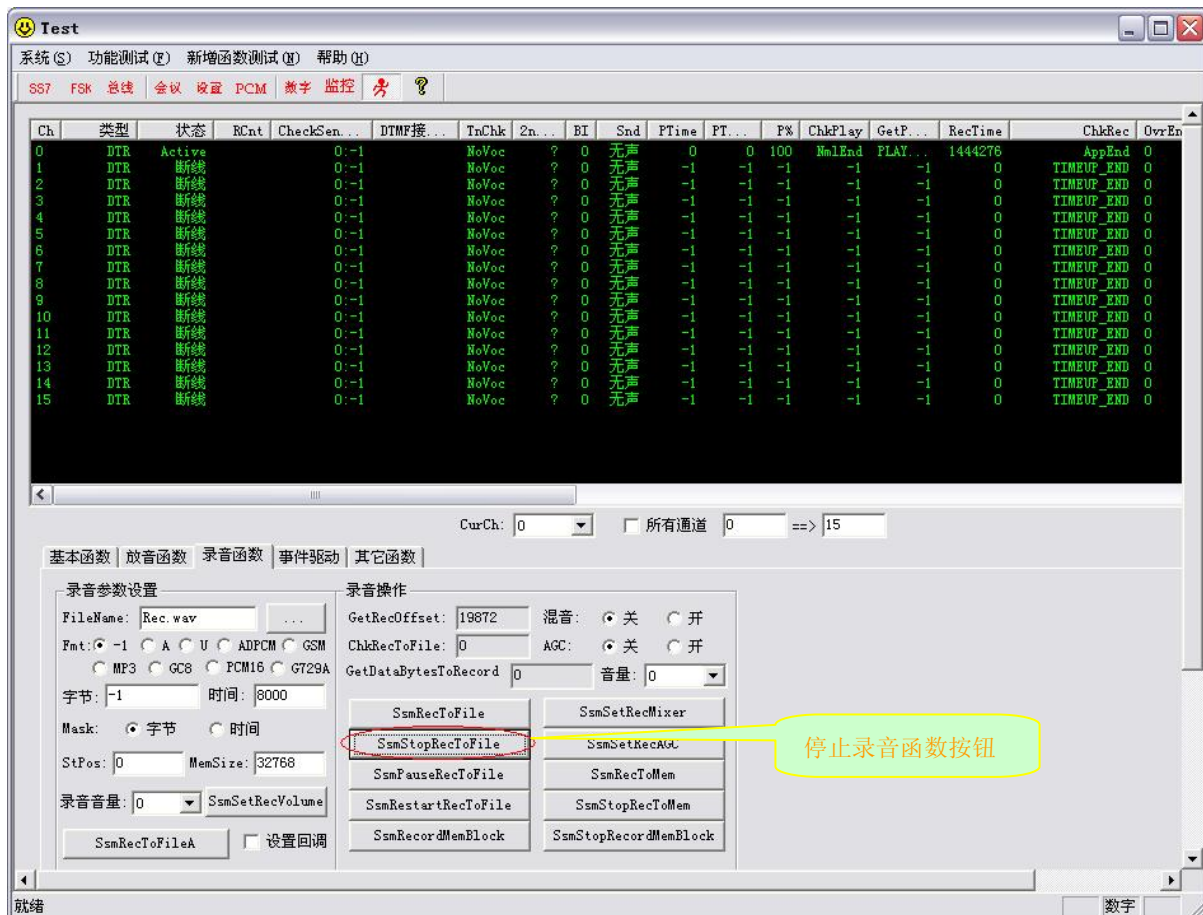 Test
系统(S) 功能测试(F) 新增函数测试(N) 帮助(H)
SS7 FSK 总线 会议 设置 PCM 数字 监控
Ch 类型 状态 RCnt CheckSen... DTMF接... TnChk 2n... BI Snd PTime PT... P% ChkPlay GetP... RecTime ChkRec OvrEn
0 DTR Active 0:-1 NoVoc ? 0 无声 0 0 100 NmlEnd PLAY... 1444276 AppEnd 0
1 DTR 断线 0:-1 NoVoc ? 0 无声 -1 -1 -1 -1 -1 0 TIMEUP_END 0
2 DTR 断线 0:-1 NoVoc ? 0 无声 -1 -1 -1 -1 -1 0 TIMEUP_END 0
3 DTR 断线 0:-1 NoVoc ? 0 无声 -1 -1 -1 -1 -1 0 TIMEUP_END 0
4 DTR 断线 0:-1 NoVoc ? 0 无声 -1 -1 -1 -1 -1 0 TIMEUP_END 0
5 DTR 断线 0:-1 NoVoc ? 0 无声 -1 -1 -1 -1 -1 0 TIMEUP_END 0
6 DTR 断线 0:-1 NoVoc ? 0 无声 -1 -1 -1 -1 -1 0 TIMEUP_END 0
7 DTR 断线 0:-1 NoVoc ? 0 无声 -1 -1 -1 -1 -1 0 TIMEUP_END 0
8 DTR 断线 0:-1 NoVoc ? 0 无声 -1 -1 -1 -1 -1 0 TIMEUP_END 0
9 DTR 断线 0:-1 NoVoc ? 0 无声 -1 -1 -1 -1 -1 0 TIMEUP_END 0
10 DTR 断线 0:-1 NoVoc ? 0 无声 -1 -1 -1 -1 -1 0 TIMEUP_END 0
11 DTR 断线 0:-1 NoVoc ? 0 无声 -1 -1 -1 -1 -1 0 TIMEUP_END 0
12 DTR 断线 0:-1 NoVoc ? 0 无声 -1 -1 -1 -1 -1 0 TIMEUP_END 0
13 DTR 断线 0:-1 NoVoc ? 0 无声 -1 -1 -1 -1 -1 0 TIMEUP_END 0
14 DTR 断线 0:-1 NoVoc ? 0 无声 -1 -1 -1 -1 -1 0 TIMEUP_END 0
15 DTR 断线 0:-1 NoVoc ? 0 无声 -1 -1 -1 -1 -1 0 TIMEUP_END 0
CurCh: 0 所有通道 0 ==> 15
基本函数 放音函数 录音函数 事件驱动 其它函数
录音参数设置
FileName: Rec.wav ...
Fmt: -1 A U ADPCM GSM
MP3 GC8 PCM16 G729A
字节: -1 时间: 8000
Mask: 字节 时间
StPos: 0 MemSize: 32768
录音音量: 0 SsmSetRecVolume
SsmRecToFileA 设置回调
录音操作
GetRecOffset: 19872 混音: 关 开
ChkRecToFile: 0 AGC: 关 开
GetDataBytesToRecord 0 音量: 0
SsmRecToFile SsmSetRecMixer
SsmStopRecToFile SsmSetRecAGC
SsmPauseRecToFile SsmRecToMem
SsmRestartRecToFile SsmStopRecToMem
SsmRecordMemBlock SsmStopRecordMemBlock
停止录音函数按钮
就绪 数字